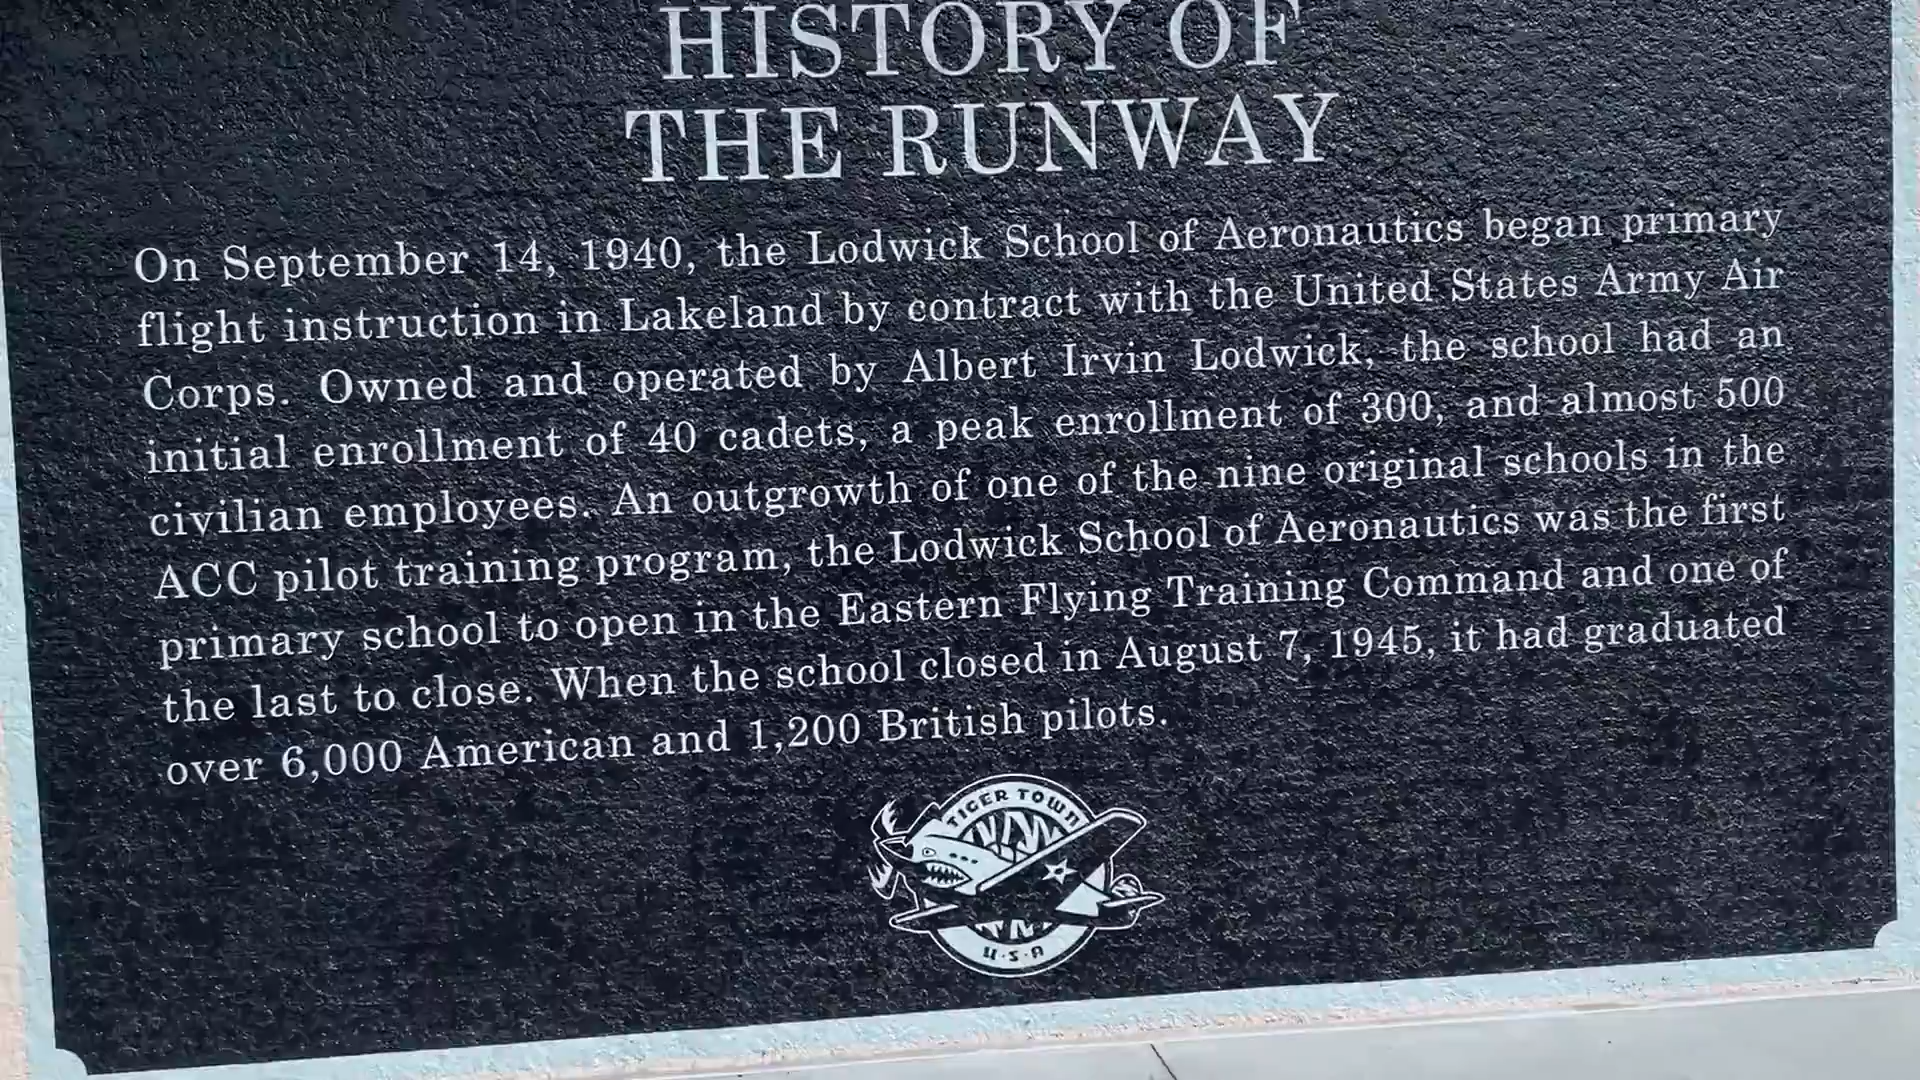 HISTORY OF
THE RUNWAY
On September 14, 1940, the Lodwick School of Aeronautics began primary
flight instruction in Lakeland by contract with the United States Army Air
Corps. Owned and operated by Albert Irvin Lodwick, the school had an
initial enrollment of 40 cadets, a peak enrollment of 300, and almost 500
civilian employees. An outgrowth of one of the nine original schools in the
ACC pilot training program, the Lodwick School of Aeronautics was the first
primary school to open in the Eastern Flying Training Command and one of
the last to close. When the school closed in August 7, 1945, it had graduated
over 6,000 American and 1,200 British pilots.
TIGER TOWN
U·S·A